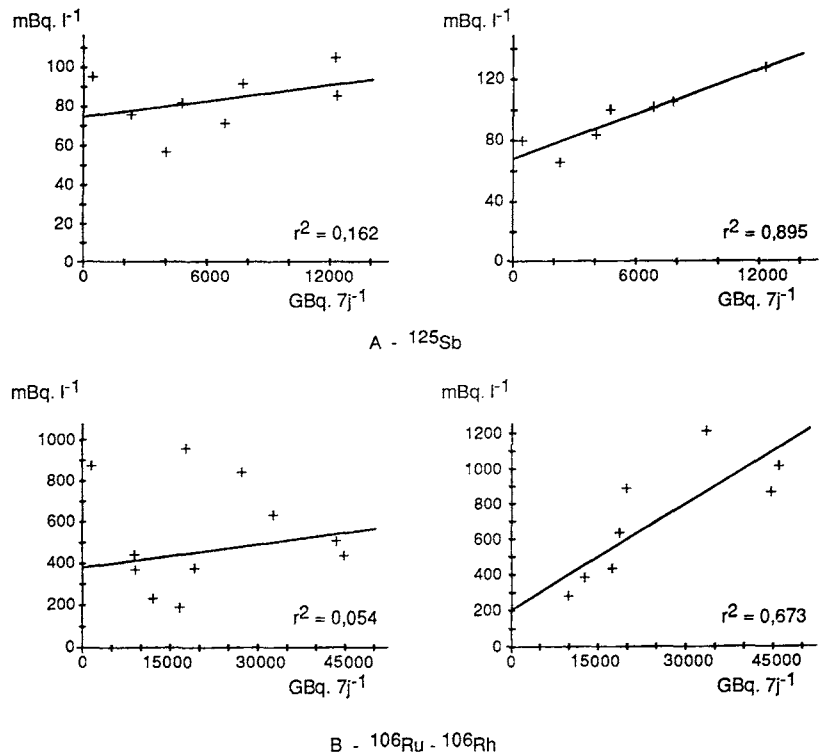 mBq. l⁻¹
100
80
60
40
20
0
0 6000 12000
GBq. 7j⁻¹
r² = 0,162
mBq. l⁻¹
120
80
40
0
0 6000 12000
GBq. 7j⁻¹
r² = 0,895
A - ¹²⁵Sb
mBq. l⁻¹
1000
800
600
400
200
0
0 15000 30000 45000
GBq. 7j⁻¹
r² = 0,054
mBq. l⁻¹
1200
1000
800
600
400
200
0
0 15000 30000 45000
GBq. 7j⁻¹
r² = 0,673
B - ¹⁰⁶Ru - ¹⁰⁶Rh